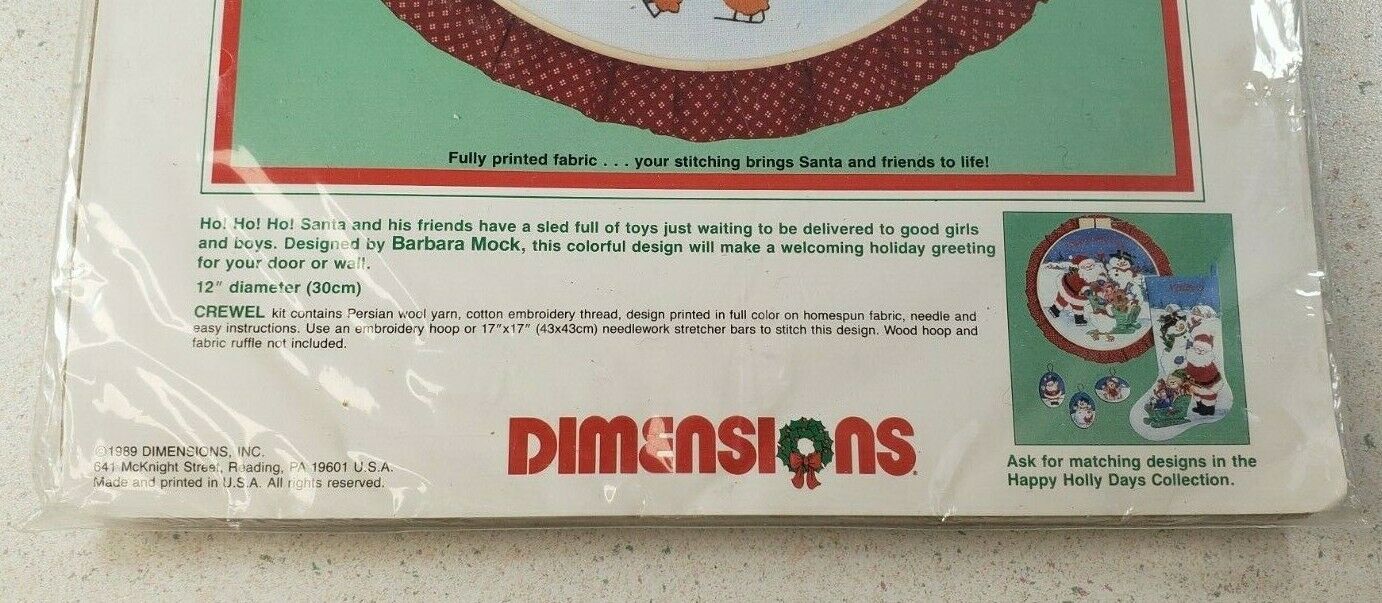 Fully printed fabric . . . your stitching brings Santa and friends to life!
Ho! Ho! Ho! Santa and his friends have a sled full of toys just waiting to be delivered to good girls
and boys. Designed by Barbara Mock, this colorful design will make a welcoming holiday greeting
for your door or wall.
12" diameter (30cm)
CREWEL kit contains Persian wool yarn, cotton embroidery thread, design printed in full color on homespun fabric, needle and
easy instructions. Use an embroidery hoop or 17"x17" (43x43cm) needlework stretcher bars to stitch this design. Wood hoop and
fabric ruffle not included.
©1989 DIMENSIONS, INC.
641 McKnight Street, Reading, PA 19601 U.S.A.
Made and printed in U.S.A. All rights reserved.
DIMENSIONS
Ask for matching designs in the
Happy Holly Days Collection.